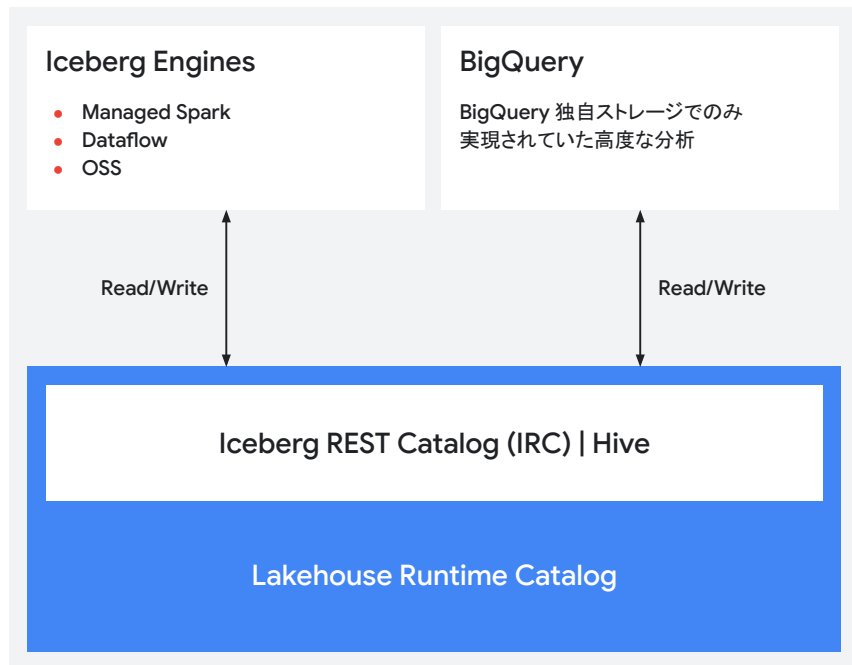 Iceberg Engines
Managed Spark
Dataflow
OSS
BigQuery
BigQuery 独自ストレージでのみ
実現されていた高度な分析
Read/Write
Read/Write
Iceberg REST Catalog (IRC) | Hive
Lakehouse Runtime Catalog